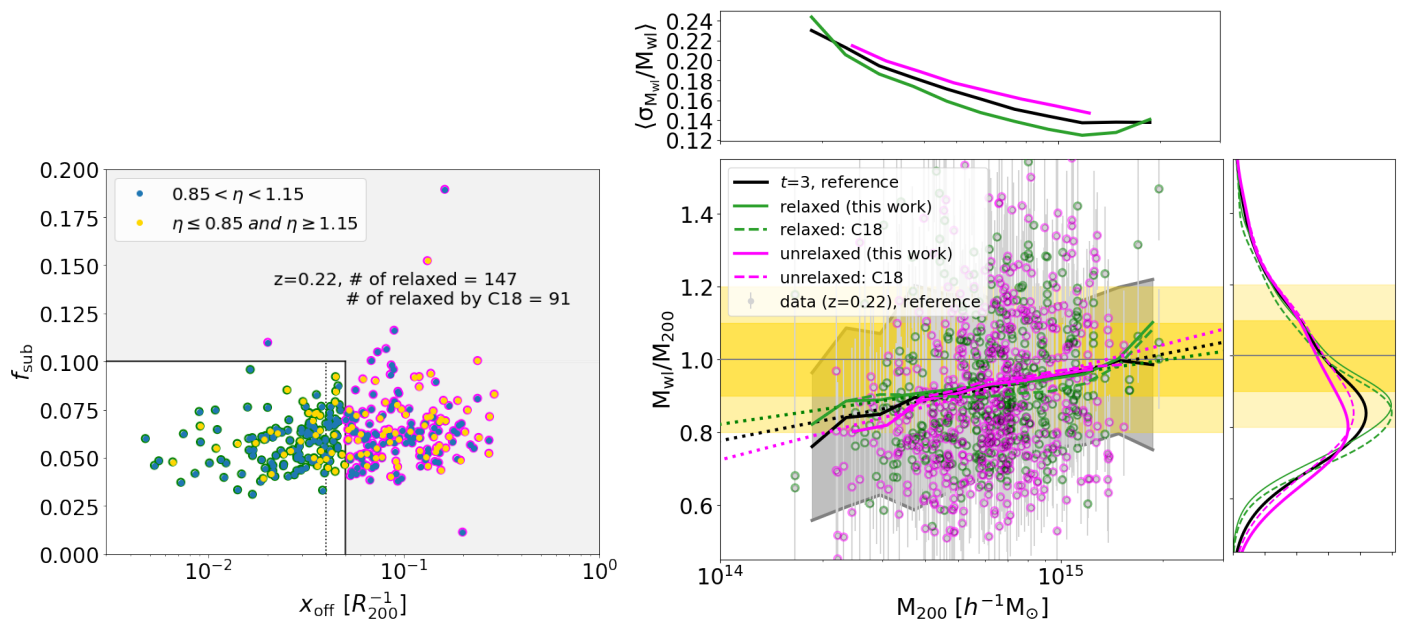 0.200
0.175
0.150
0.125
0.100
0.075
0.050
0.025
0.000
f_sub
0.85 < η < 1.15
η ≤ 0.85 and η ≥ 1.15
z=0.22, # of relaxed = 147
# of relaxed by C18 = 91
10^{-2}
10^{-1}
10^{0}
x_off [R_{200}^{-1}]
0.24
0.22
0.20
0.18
0.16
0.14
0.12
⟨σ_{M_wl}/M_wl⟩
1.4
1.2
1.0
0.8
0.6
M_wl/M_200
t=3, reference
relaxed (this work)
relaxed: C18
unrelaxed (this work)
unrelaxed: C18
data (z=0.22), reference
10^{14}
10^{15}
M_200 [h^{-1}M_⊙]